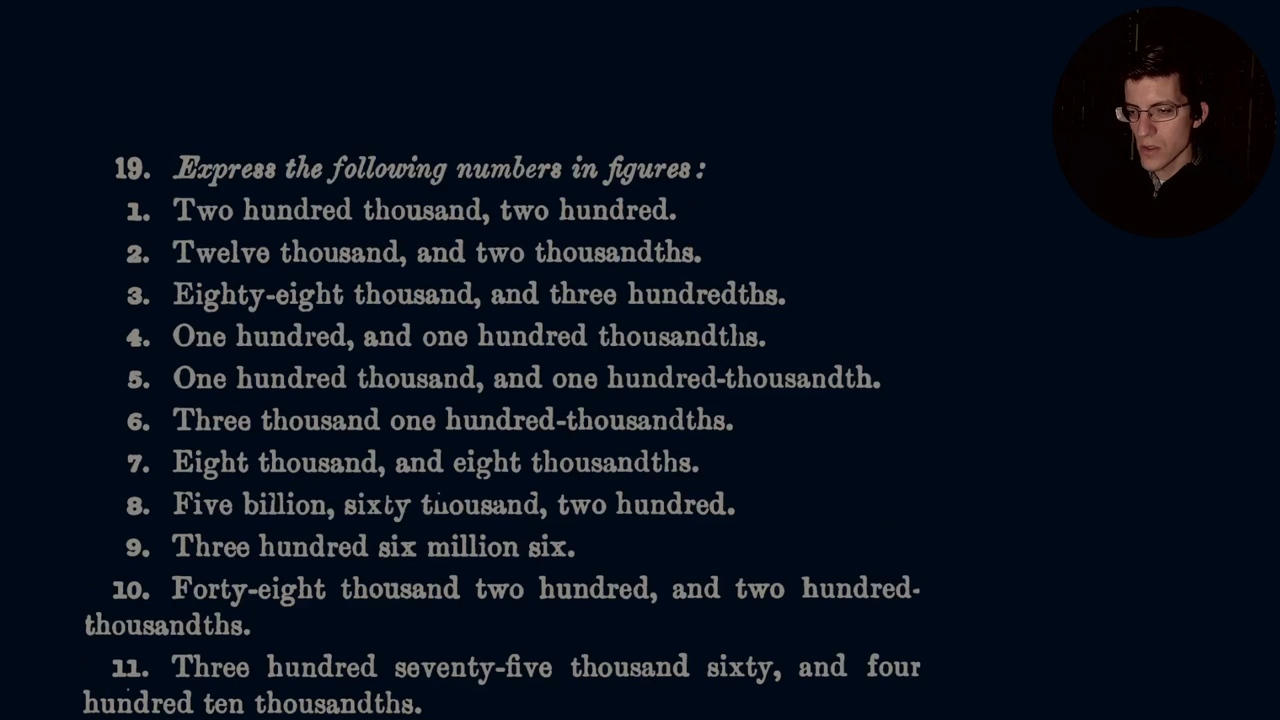 19. Express the following numbers in figures:
1. Two hundred thousand, two hundred.
2. Twelve thousand, and two thousandths.
3. Eighty-eight thousand, and three hundredths.
4. One hundred, and one hundred thousandths.
5. One hundred thousand, and one hundred-thousandth.
6. Three thousand one hundred-thousandths.
7. Eight thousand, and eight thousandths.
8. Five billion, sixty thousand, two hundred.
9. Three hundred six million six.
10. Forty-eight thousand two hundred, and two hundred-
thousandths.
11. Three hundred seventy-five thousand sixty, and four
hundred ten thousandths.